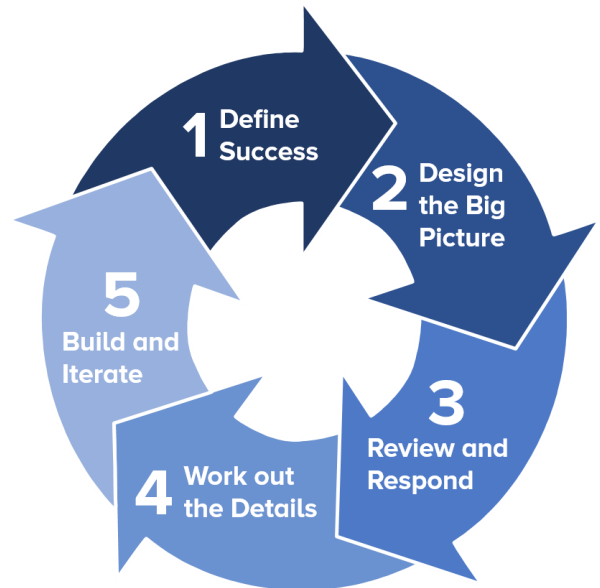 1 Define
Success
2 Design
the Big
Picture
3
Review and
Respond
4 Work out
the Details
5
Build and
Iterate